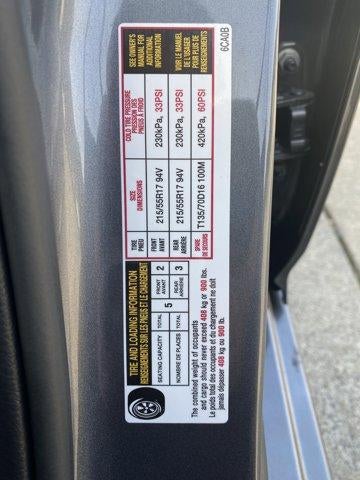 TIRE AND LOADING INFORMATION
RENSEIGNEMENTS SUR LES PNEUS ET LE CHARGEMENT
SEATING CAPACITY TOTAL
NOMBRE DE PLACES TOTAL
5
FRONT
AVANT
2
REAR
ARRIÈRE
3
The combined weight of occupants
and cargo should never exceed 408 kg or 900 lbs.
Le poids total des occupants et du chargement ne doit
jamais dépasser 408 kg ou 900 lb.
TIRE
PNEU
SIZE
DIMENSIONS
COLD TIRE PRESSURE
PRESSION DES
PNEUS À FROID
FRONT
AVANT
215/55R17 94V
230kPa, 33PSI
REAR
ARRIÈRE
215/55R17 94V
230kPa, 33PSI
SPARE
DE SECOURS
T135/70D16 100M
420kPa, 60PSI
SEE OWNER'S
MANUAL FOR
ADDITIONAL
INFORMATION
VOIR LE MANUEL
DE L'USAGER
POUR PLUS DE
RENSEIGNEMENTS
6CA0B